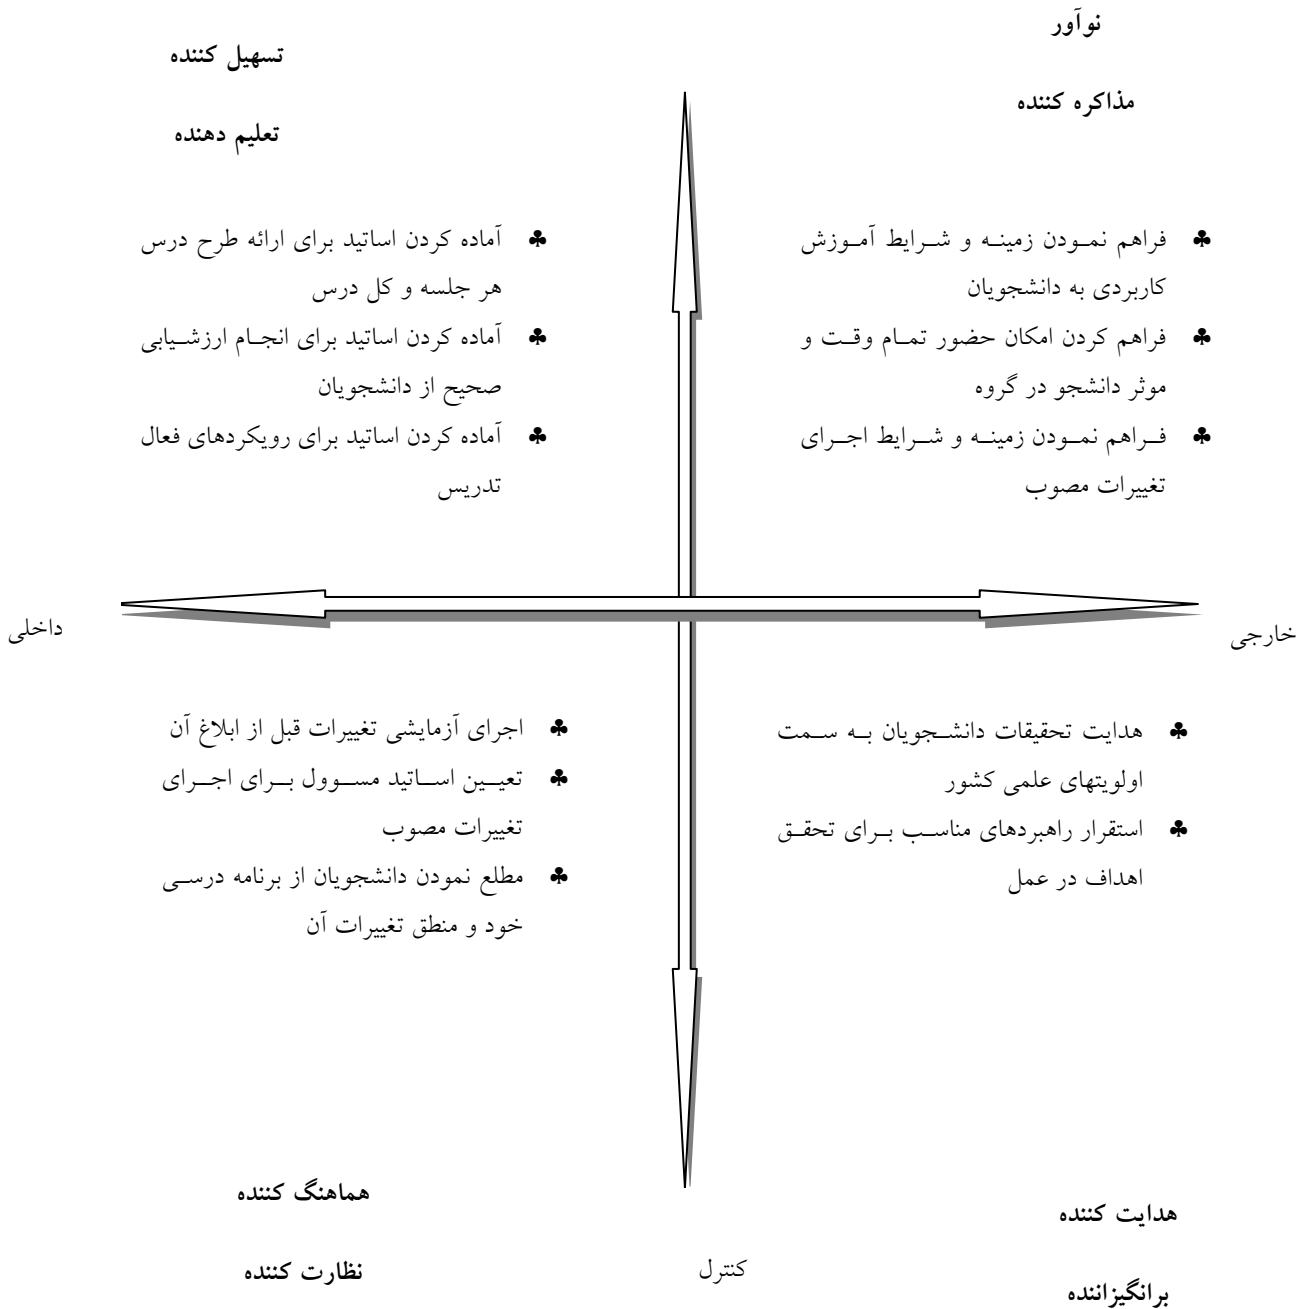 نوآور
مذاکره کننده
تسهیل کننده
تعلیم دهنده
♣ فراهم نمودن زمینه و شرایط آموزش
کاربردی به دانشجویان
♣ فراهم کردن امکان حضور تمام وقت و
موثر دانشجو در گروه
♣ فراهم نمودن زمینه و شرایط اجرای
تغییرات مصوب
♣ آماده کردن اساتید برای ارائه طرح درس
هر جلسه و کل درس
♣ آماده کردن اساتید برای انجام ارزشیابی
صحیح از دانشجویان
♣ آماده کردن اساتید برای رویکردهای فعال
تدریس
خارجی
داخلی
♣ هدایت تحقیقات دانشجویان به سمت
اولویتهای علمی کشور
♣ استقرار راهبردهای مناسب برای تحقق
اهداف در عمل
♣ اجرای آزمایشی تغییرات قبل از ابلاغ آن
♣ تعیین اساتید مسوول برای اجرای
تغییرات مصوب
♣ مطلع نمودن دانشجویان از برنامه درسی
خود و منطق تغییرات آن
هدایت کننده
برانگیزاننده
کنترل
هماهنگ کننده
نظارت کننده